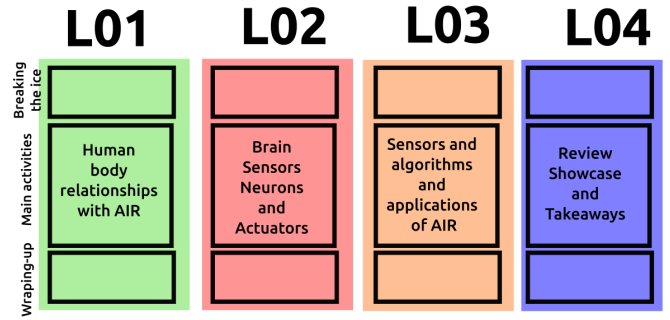 L01
L02
L03
L04
Breaking
the ice
Main activities
Wraping-up
Human
body
relationships
with AIR
Brain
Sensors
Neurons
and
Actuators
Sensors and
algorithms
and
applications
of AIR
Review
Showcase
and
Takeaways